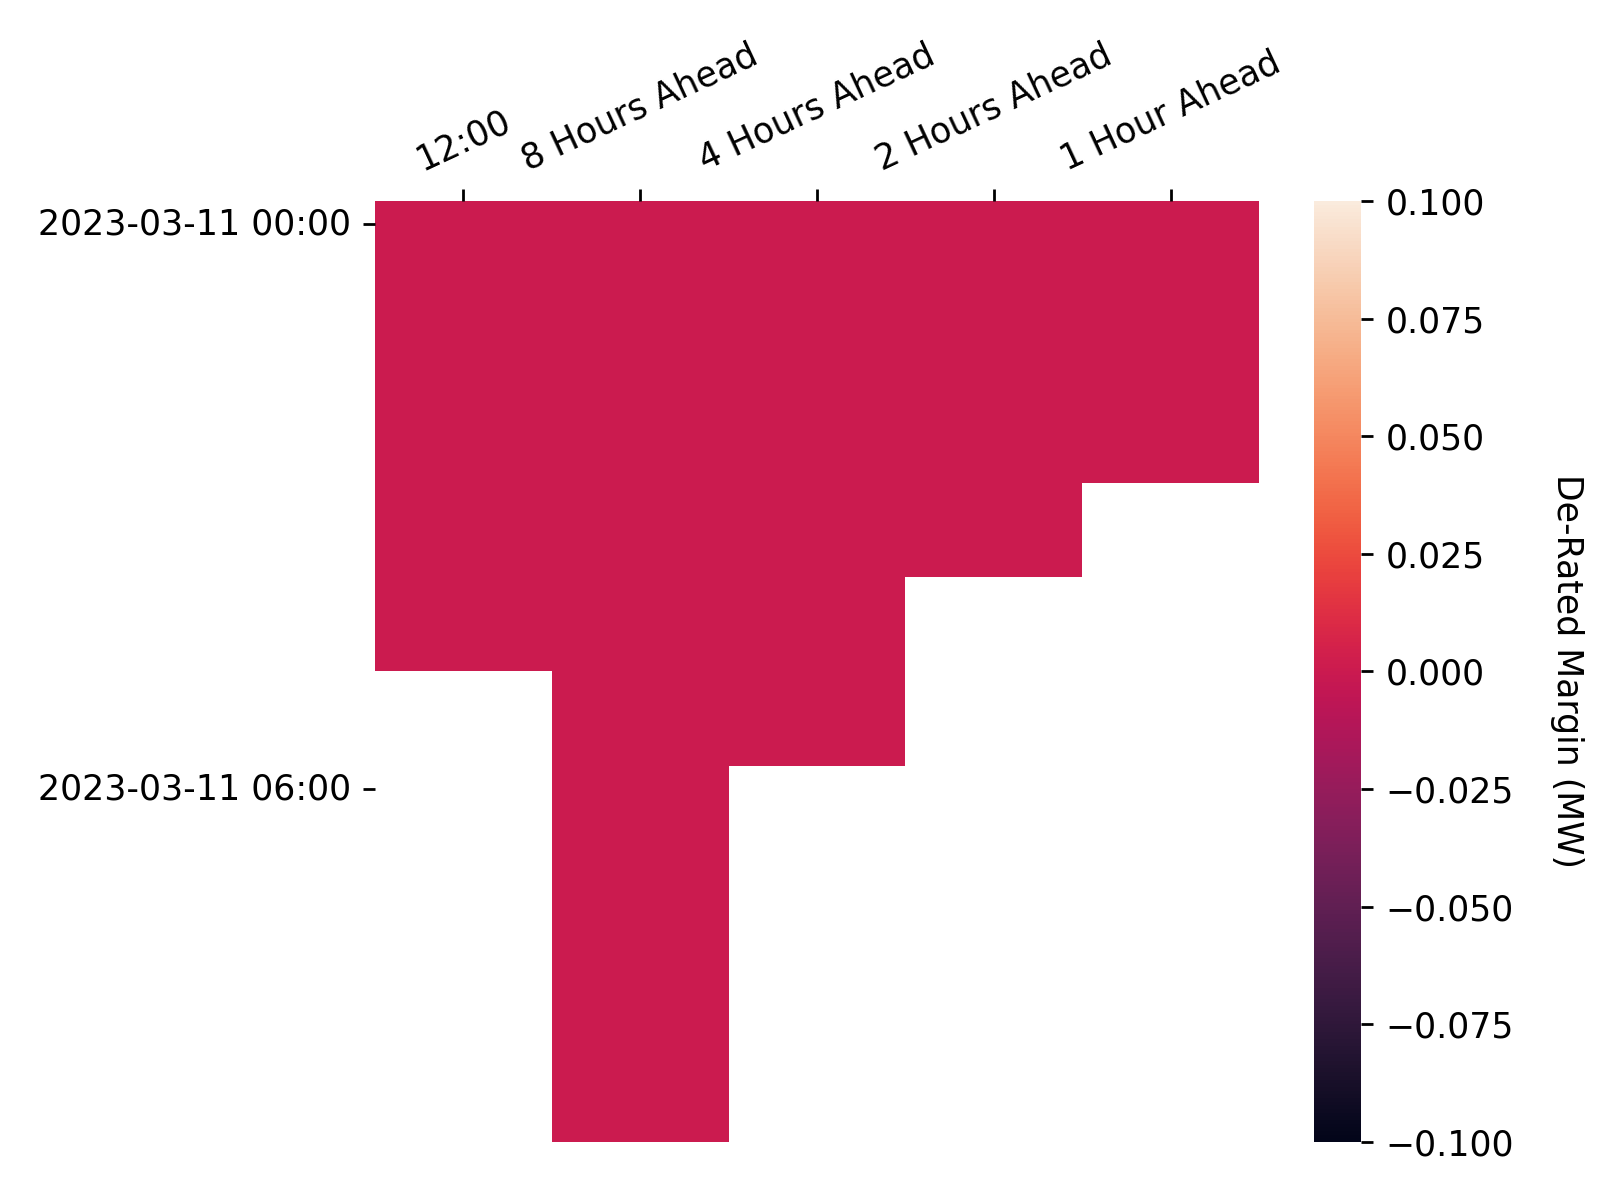 12:00
8 Hours Ahead
4 Hours Ahead
2 Hours Ahead
1 Hour Ahead
2023-03-11 00:00
2023-03-11 06:00
0.100
0.075
0.050
0.025
0.000
−0.025
−0.050
−0.075
−0.100
De-Rated Margin (MW)